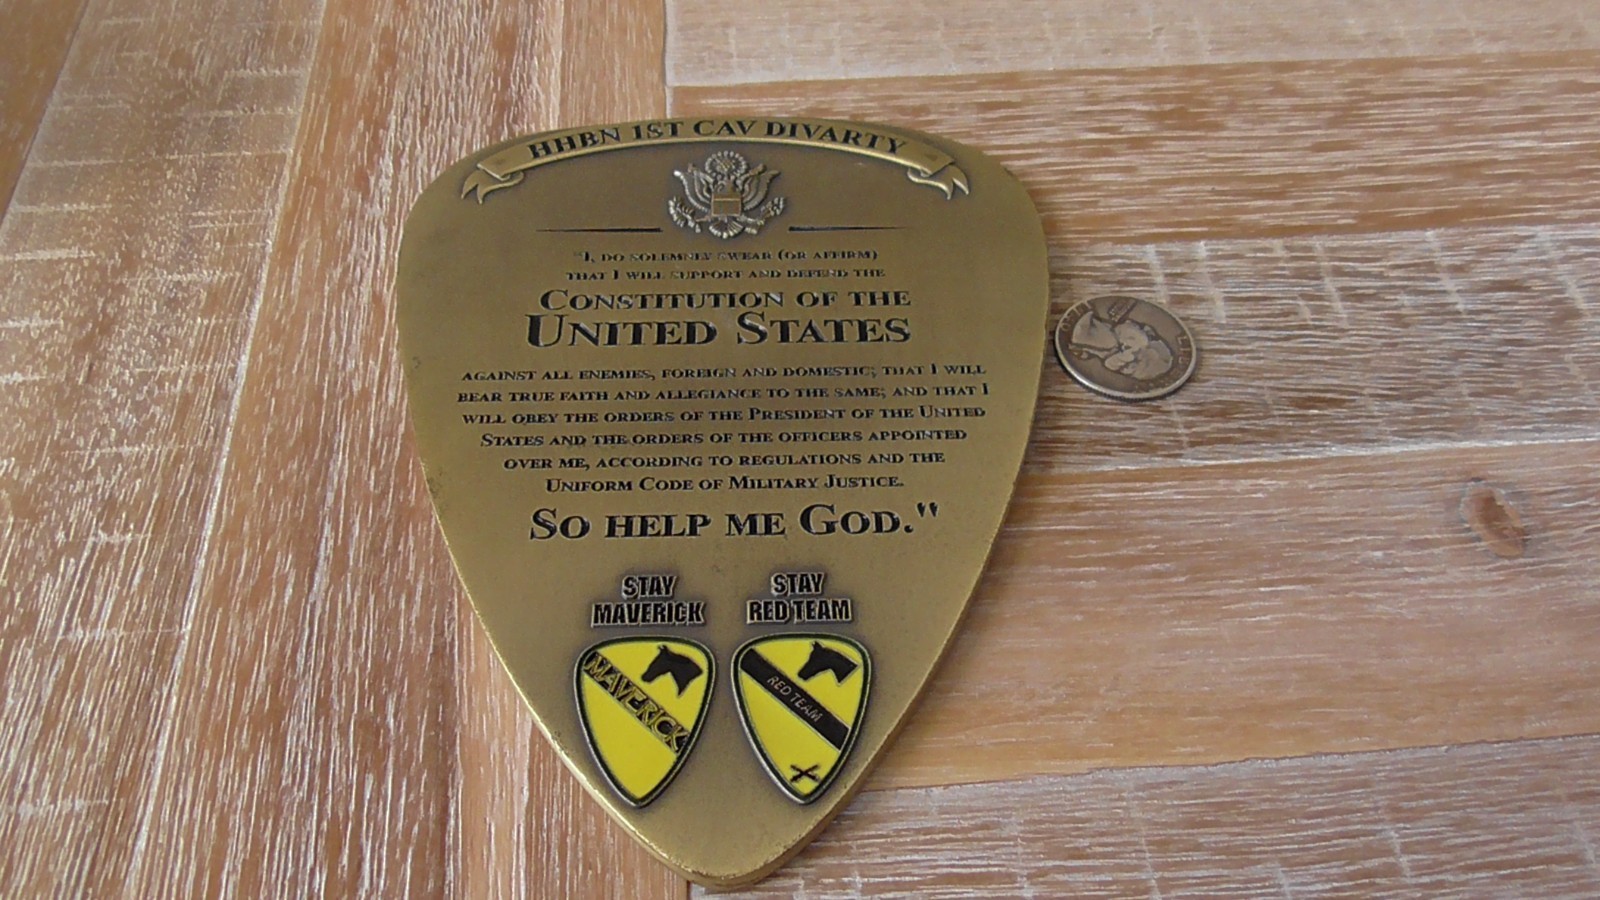 HHBN 1ST CAV DIVARTY
"I, DO SOLEMNLY SWEAR (OR AFFIRM)
THAT I WILL SUPPORT AND DEFEND THE
CONSTITUTION OF THE
UNITED STATES
AGAINST ALL ENEMIES, FOREIGN AND DOMESTIC; THAT I WILL
BEAR TRUE FAITH AND ALLEGIANCE TO THE SAME; AND THAT I
WILL OBEY THE ORDERS OF THE PRESIDENT OF THE UNITED
STATES AND THE ORDERS OF THE OFFICERS APPOINTED
OVER ME, ACCORDING TO REGULATIONS AND THE
UNIFORM CODE OF MILITARY JUSTICE.
SO HELP ME GOD."
STAY
MAVERICK
STAY
RED TEAM
MAVERICK
RED TEAM